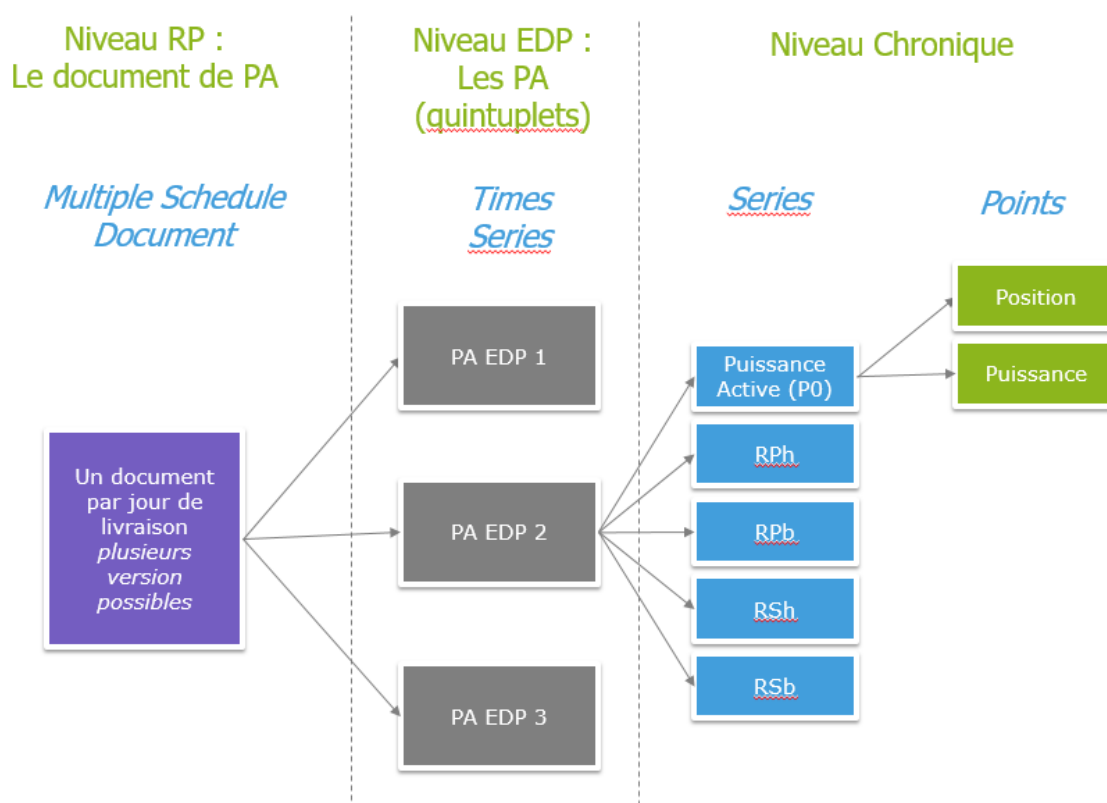 Niveau RP :
Le document de PA
Niveau EDP :
Les PA
(quintuplets)
Niveau Chronique
Multiple Schedule
Document
Times
Series
Series
Points
Un document
par jour de
livraison
plusieurs
version
possibles
PA EDP 1
PA EDP 2
PA EDP 3
Puissance
Active (P0)
RPh
RPb
RSh
RSb
Position
Puissance